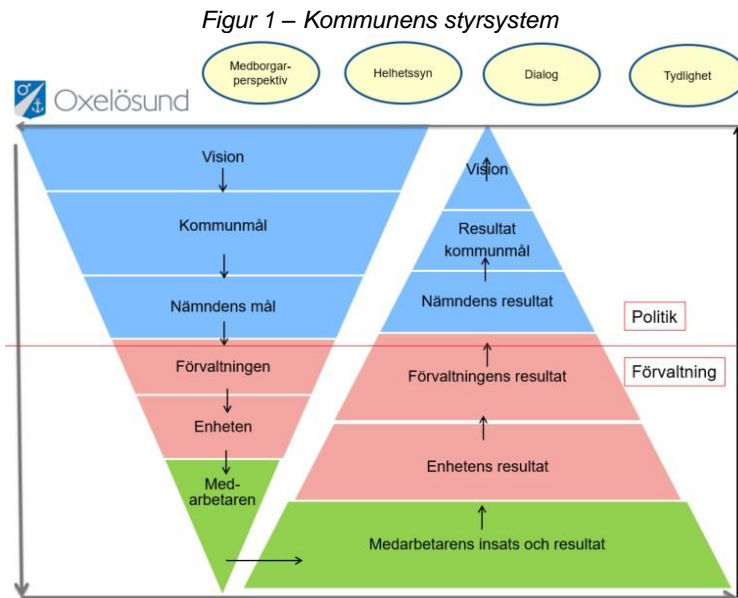 Figur 1 – Kommunens styrsystem
Medborgar-
perspektiv
Helhetssyn
Dialog
Tydlighet
Oxelösund
Vision
Kommunmål
Nämndens mål
Förvaltningen
Enheten
Med-
arbetaren
Vision
Resultat
kommunmål
Nämndens resultat
Förvaltningens resultat
Enhetens resultat
Medarbetarens insats och resultat
Politik
Förvaltning